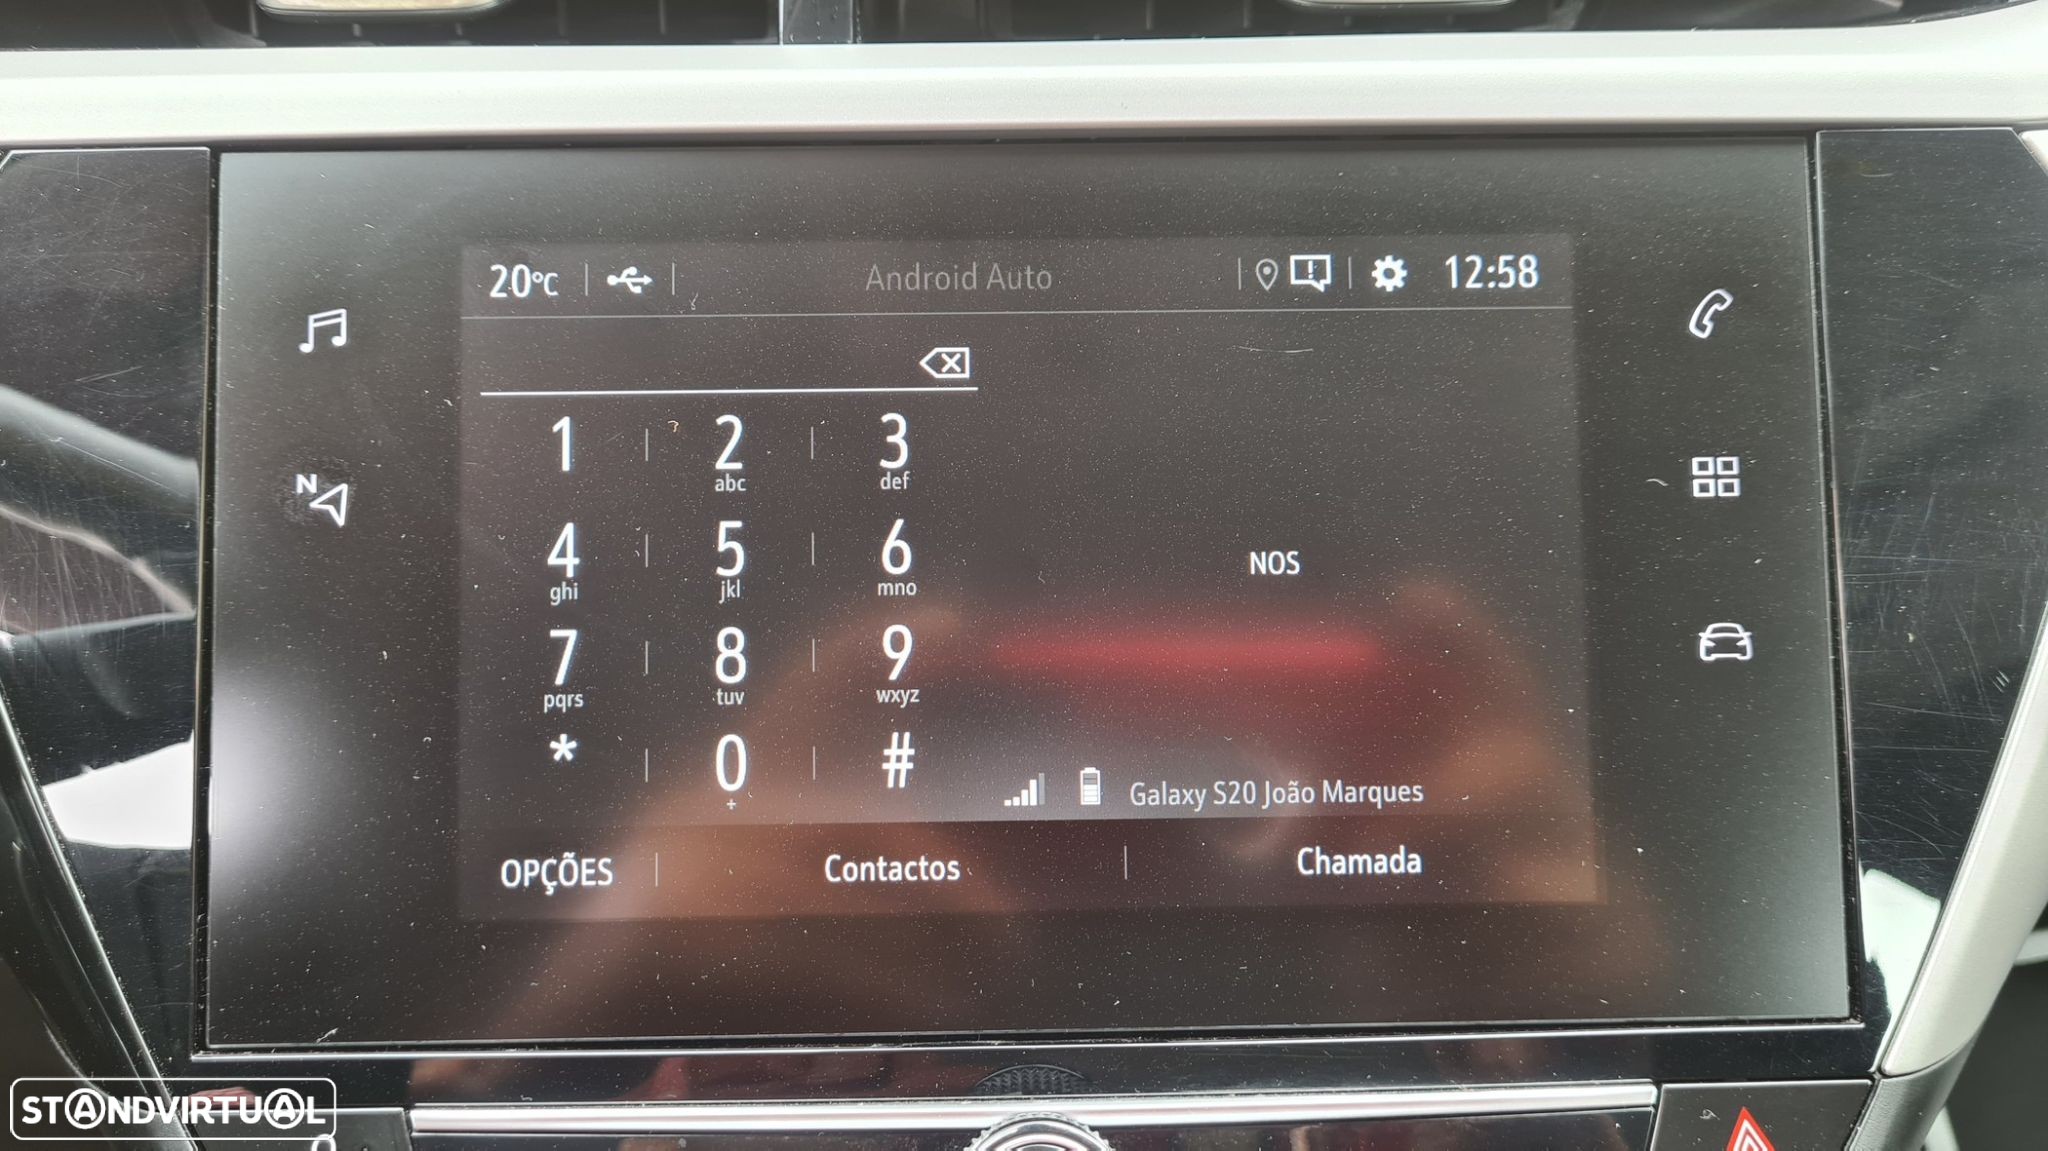 20°C Android Auto 12:58
N
1 2 3
abc def
4 5 6
ghi jkl mno
NOS
7 8 9
pqrs tuv wxyz
* 0 #
+
Galaxy S20 João Marques
OPÇÕES Contactos Chamada
STANDVIRTUAL